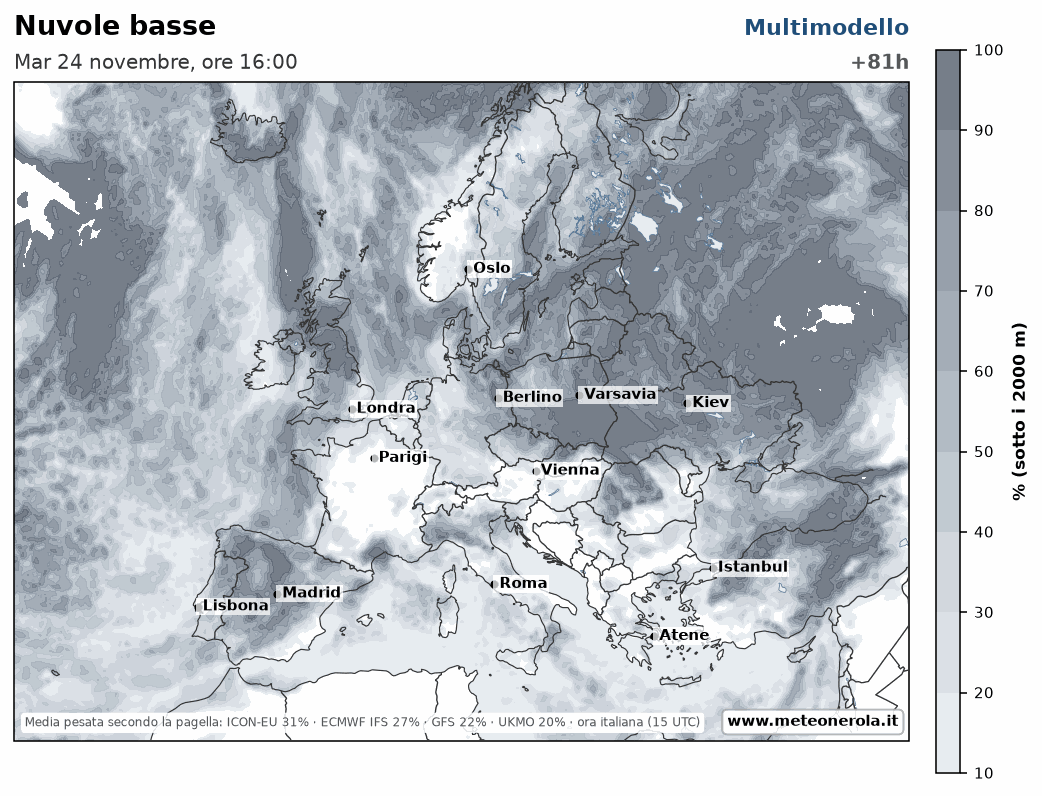 Nuvole basse
Multimodello
Mar 24 novembre, ore 16:00
+81h
100
90
80
70
60
50
40
30
20
10
% (sotto i 2000 m)
Oslo
Londra
Berlino
Varsavia
Kiev
Parigi
Vienna
Istanbul
Roma
Madrid
Lisbona
Atene
Media pesata secondo la pagella: ICON-EU 31% · ECMWF IFS 27% · GFS 22% · UKMO 20% · ora italiana (15 UTC)
www.meteonerola.it